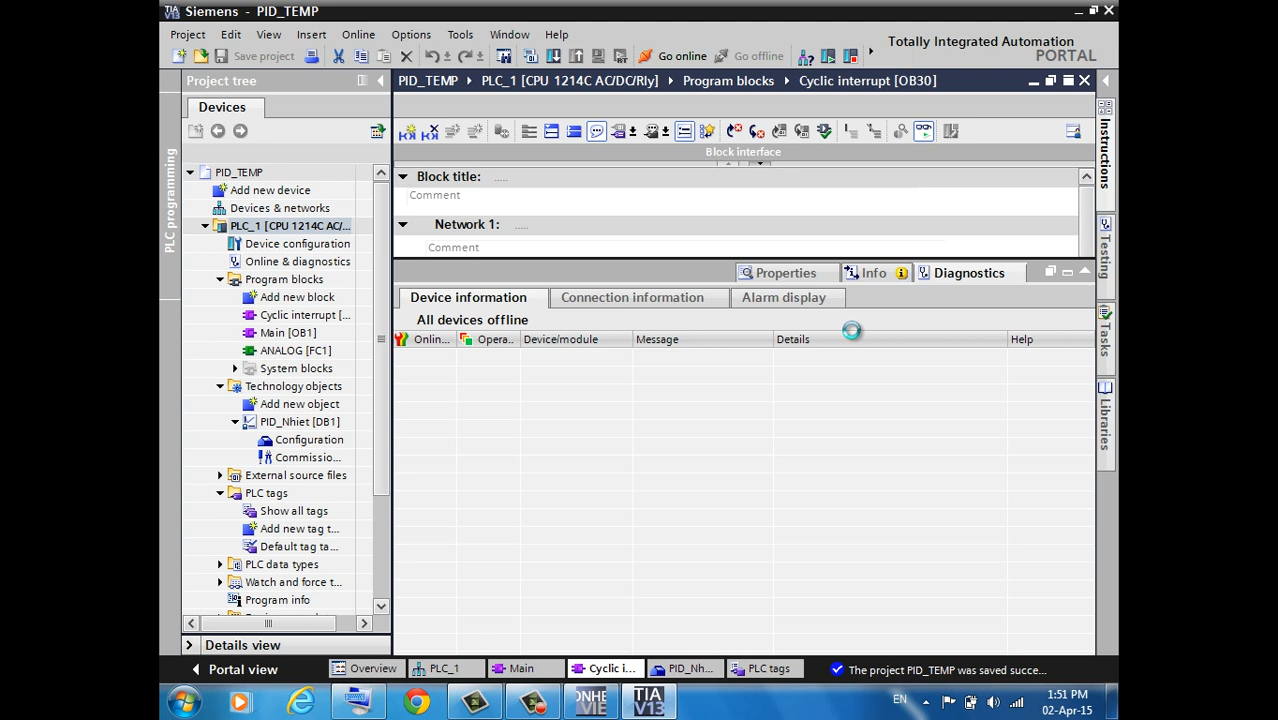 TIA V13 Siemens - PID_TEMP
Project Edit View Insert Online Options Tools Window Help
Totally Integrated Automation
PORTAL
Save project Go online Go offline
Project tree
PID_TEMP PLC_1 [CPU 1214C AC/DC/Rly] Program blocks Cyclic interrupt [OB30]
Devices
PLC programming
Block interface
PID_TEMP
Add new device
Devices & networks
PLC_1 [CPU 1214C AC/...
Device configuration
Online & diagnostics
Program blocks
Add new block
Cyclic interrupt [...
Main [OB1]
ANALOG [FC1]
System blocks
Technology objects
Add new object
PID_Nhiet [DB1]
Configuration
Commissio...
External source files
PLC tags
Show all tags
Add new tag t...
Default tag ta...
PLC data types
Watch and force t...
Program info
Details view
Block title: .....
Comment
Network 1: .....
Comment
Properties Info Diagnostics
Device information Connection information Alarm display
All devices offline
Onlin... Opera.. Device/module Message Details Help
Instructions
Testing
Tasks
Libraries
Portal view Overview PLC_1 Main Cyclic i... PID_Nh... PLC tags The project PID_TEMP was saved succe...
TIA V13
EN
1:51 PM
02-Apr-15